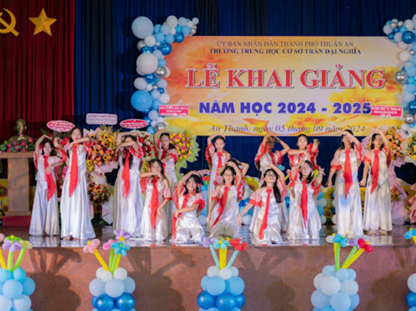 ỦY BAN NHÂN DÂN THÀNH PHỐ THUẬN AN
TRƯỜNG TRUNG HỌC CƠ SỞ TRẦN ĐẠI NGHĨA
LỄ KHAI GIẢNG
NĂM HỌC 2024 - 2025
An Thạnh, ngày 05 tháng 09 năm 2024